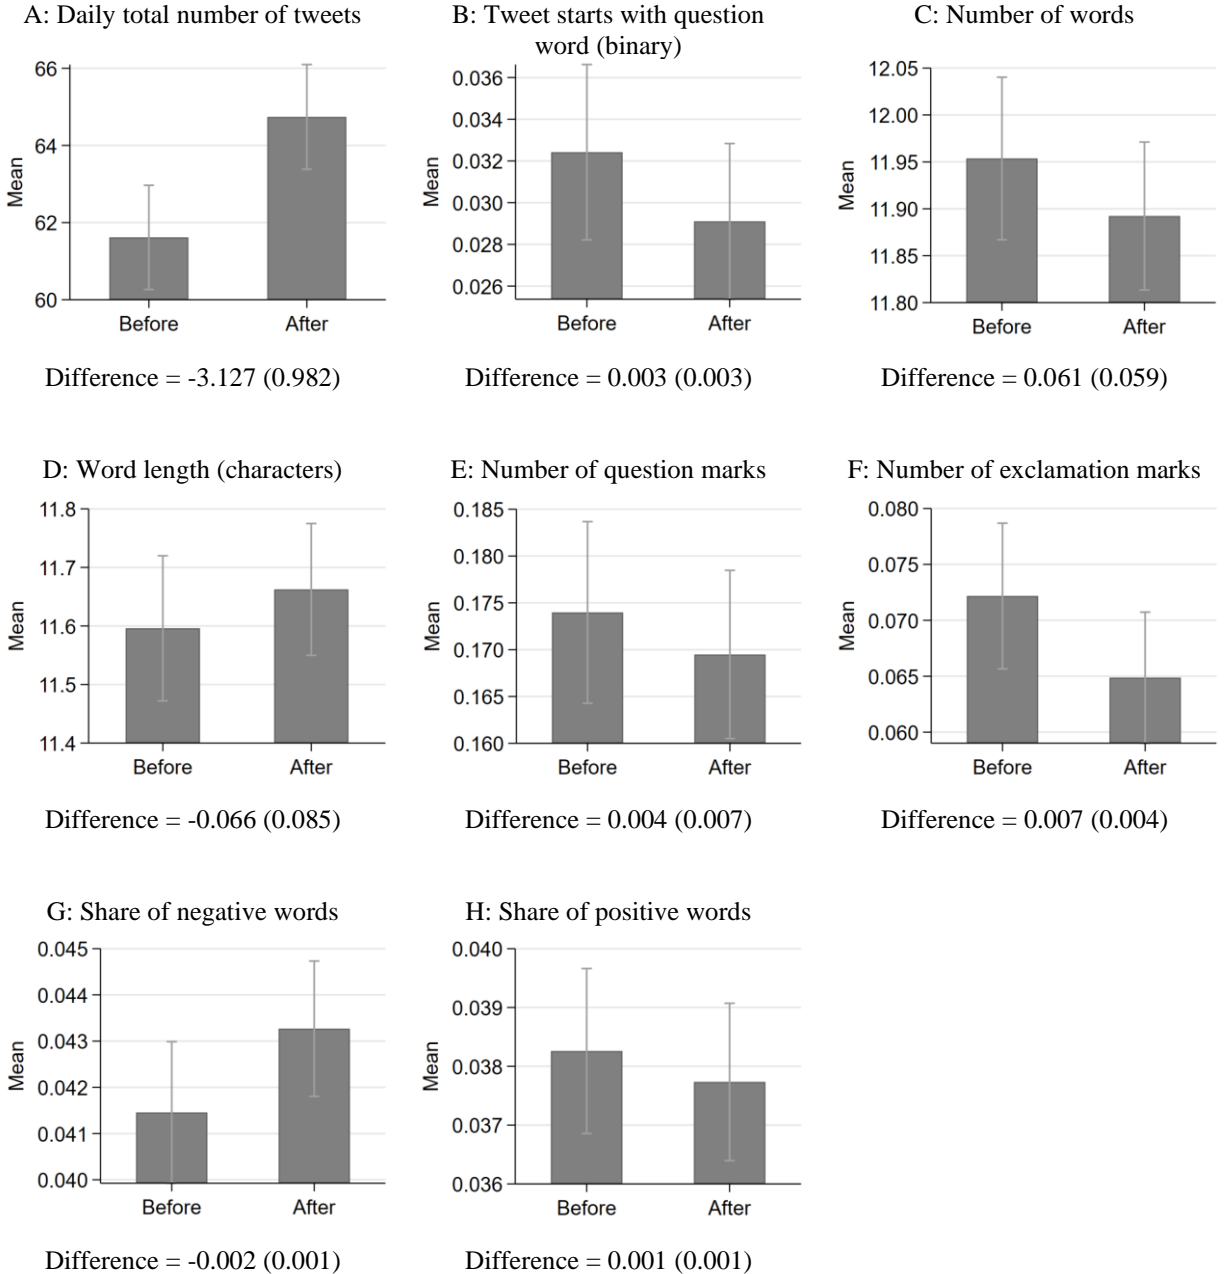 A: Daily total number of tweets
66
64
62
60
Mean
Before
After
Difference = -3.127 (0.982)
B: Tweet starts with question
word (binary)
0.036
0.034
0.032
0.030
0.028
0.026
Mean
Before
After
Difference = 0.003 (0.003)
C: Number of words
12.05
12.00
11.95
11.90
11.85
11.80
Mean
Before
After
Difference = 0.061 (0.059)
D: Word length (characters)
11.8
11.7
11.6
11.5
11.4
Mean
Before
After
Difference = -0.066 (0.085)
E: Number of question marks
0.185
0.180
0.175
0.170
0.165
0.160
Mean
Before
After
Difference = 0.004 (0.007)
F: Number of exclamation marks
0.080
0.075
0.070
0.065
0.060
Mean
Before
After
Difference = 0.007 (0.004)
G: Share of negative words
0.045
0.044
0.043
0.042
0.041
0.040
Mean
Before
After
Difference = -0.002 (0.001)
H: Share of positive words
0.040
0.039
0.038
0.037
0.036
Mean
Before
After
Difference = 0.001 (0.001)